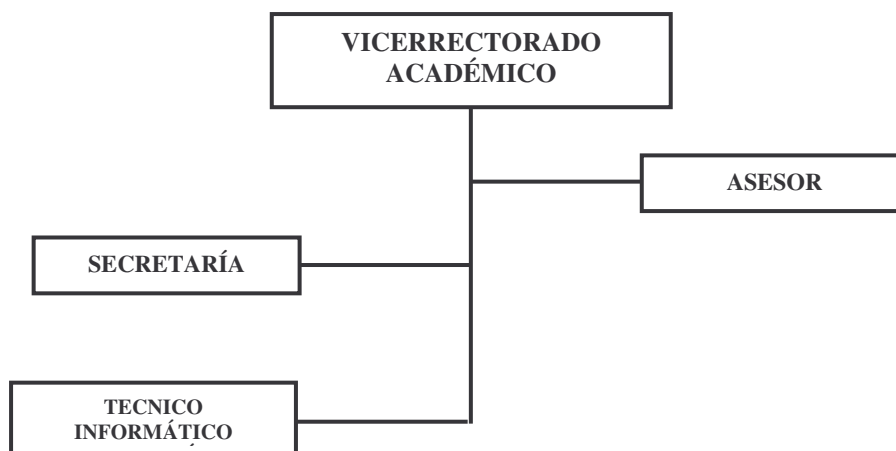 VICERRECTORADO
ACADÉMICO
ASESOR
SECRETARÍA
TECNICO
INFORMÁTICO